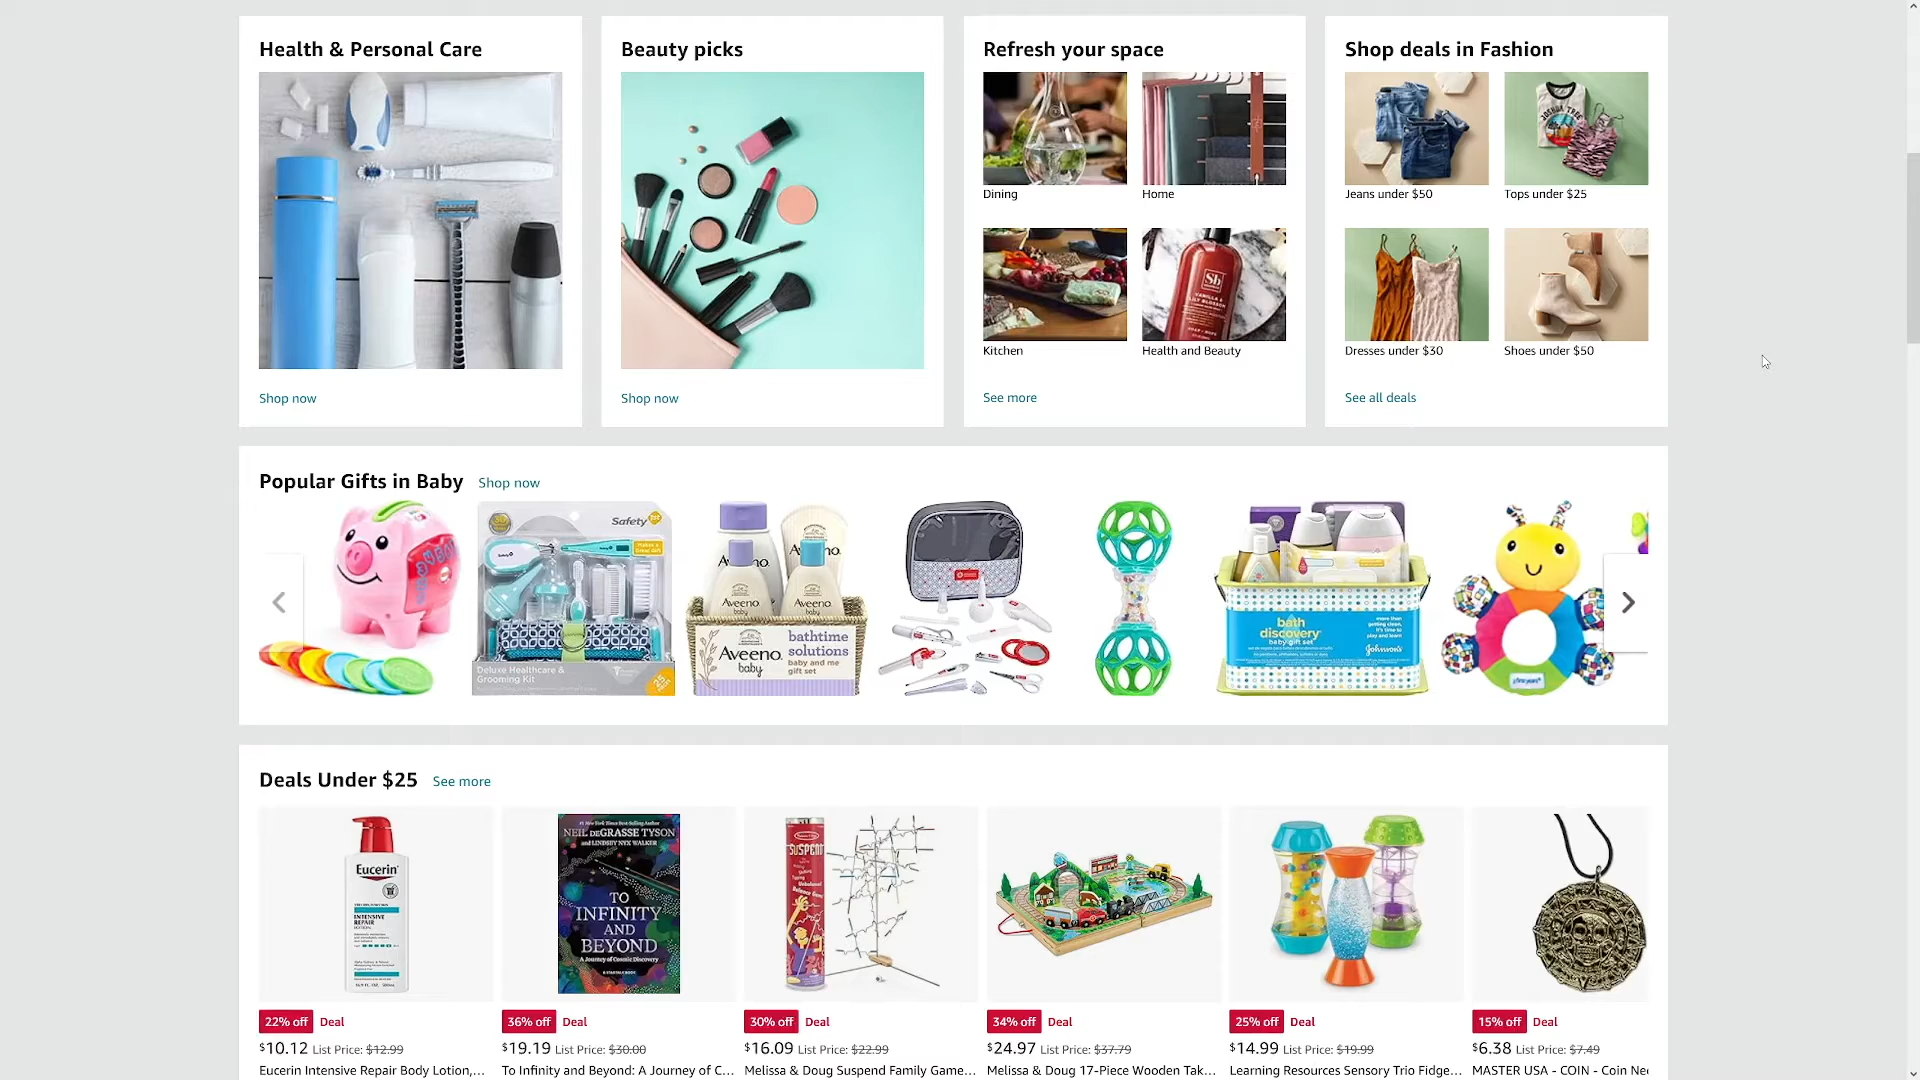 Health & Personal Care
Shop now
Beauty picks
Shop now
Refresh your space
Dining
Home
Kitchen
Health and Beauty
See more
Shop deals in Fashion
Jeans under $50
Tops under $25
Dresses under $30
Shoes under $50
See all deals
Popular Gifts in Baby Shop now
Safety 1st
Deluxe Healthcare &
Grooming Kit
25
Aveeno
baby
bathtime
solutions
baby and me
gift set
bath
discovery
baby gift set
Johnson's
Deals Under $25 See more
Eucerin
INTENSIVE
REPAIR
LOTION
NEIL DEGRASSE TYSON
and LINDSEY NYX WALKER
TO
INFINITY
AND
BEYOND
A Journey of Cosmic Discovery
SUSPEND
22% off Deal
$10.12 List Price: $12.99
Eucerin Intensive Repair Body Lotion,...
36% off Deal
$19.19 List Price: $30.00
To Infinity and Beyond: A Journey of C...
30% off Deal
$16.09 List Price: $22.99
Melissa & Doug Suspend Family Game...
34% off Deal
$24.97 List Price: $37.79
Melissa & Doug 17-Piece Wooden Tak...
25% off Deal
$14.99 List Price: $19.99
Learning Resources Sensory Trio Fidge...
15% off Deal
$6.38 List Price: $7.49
MASTER USA - COIN - Coin Nec